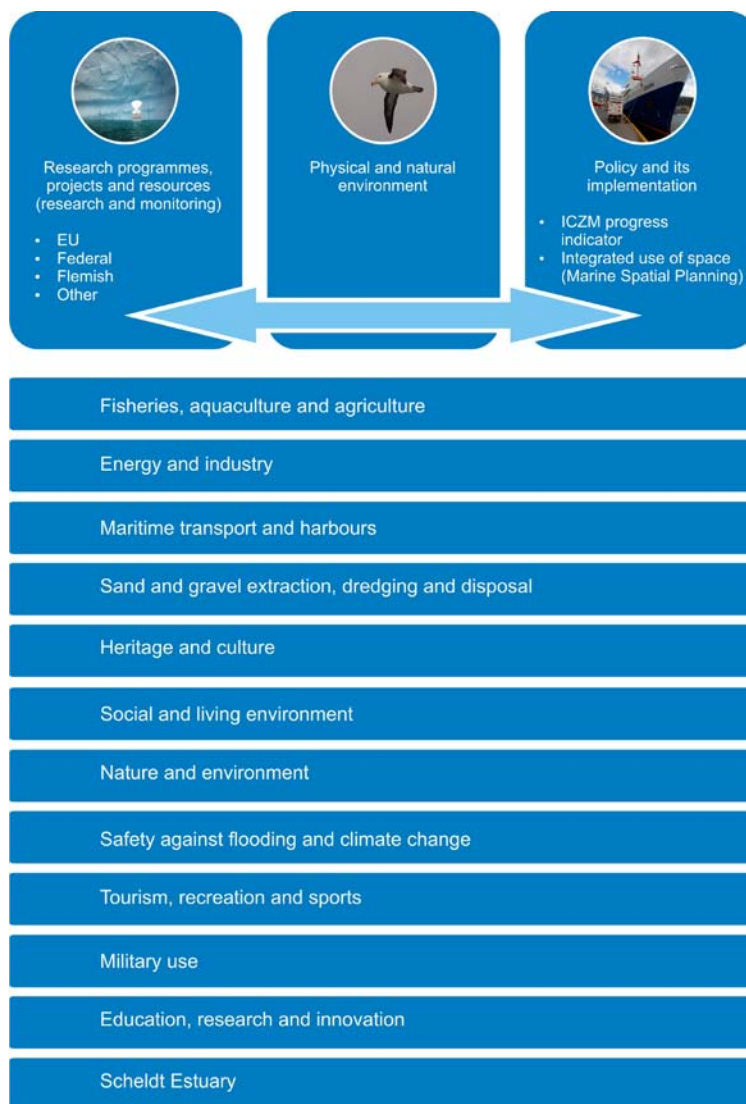 Research programmes,
projects and resources
(research and monitoring)
• EU
• Federal
• Flemish
• Other
Physical and natural
environment
Policy and its
implementation
• ICZM progress
indicator
• Integrated use of space
(Marine Spatial Planning)
Fisheries, aquaculture and agriculture
Energy and industry
Maritime transport and harbours
Sand and gravel extraction, dredging and disposal
Heritage and culture
Social and living environment
Nature and environment
Safety against flooding and climate change
Tourism, recreation and sports
Military use
Education, research and innovation
Scheldt Estuary